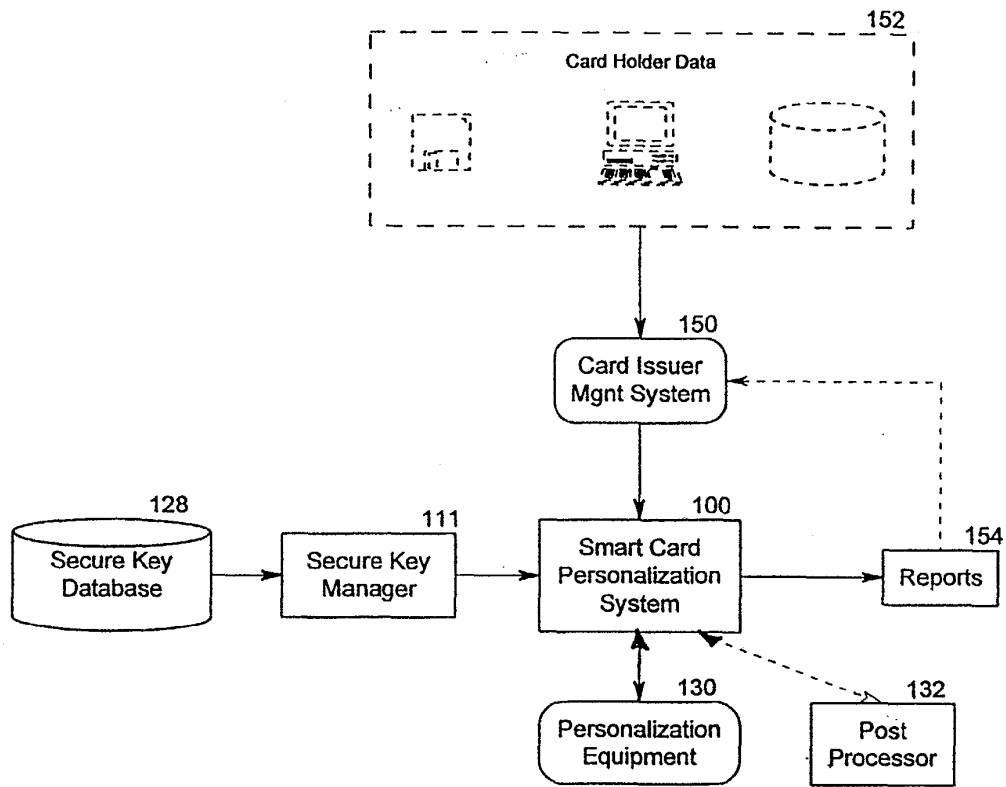 152
Card Holder Data
150
Card Issuer
Mgnt System
128
Secure Key
Database
111
Secure Key
Manager
100
Smart Card
Personalization
System
154
Reports
130
Personalization
Equipment
132
Post
Processor